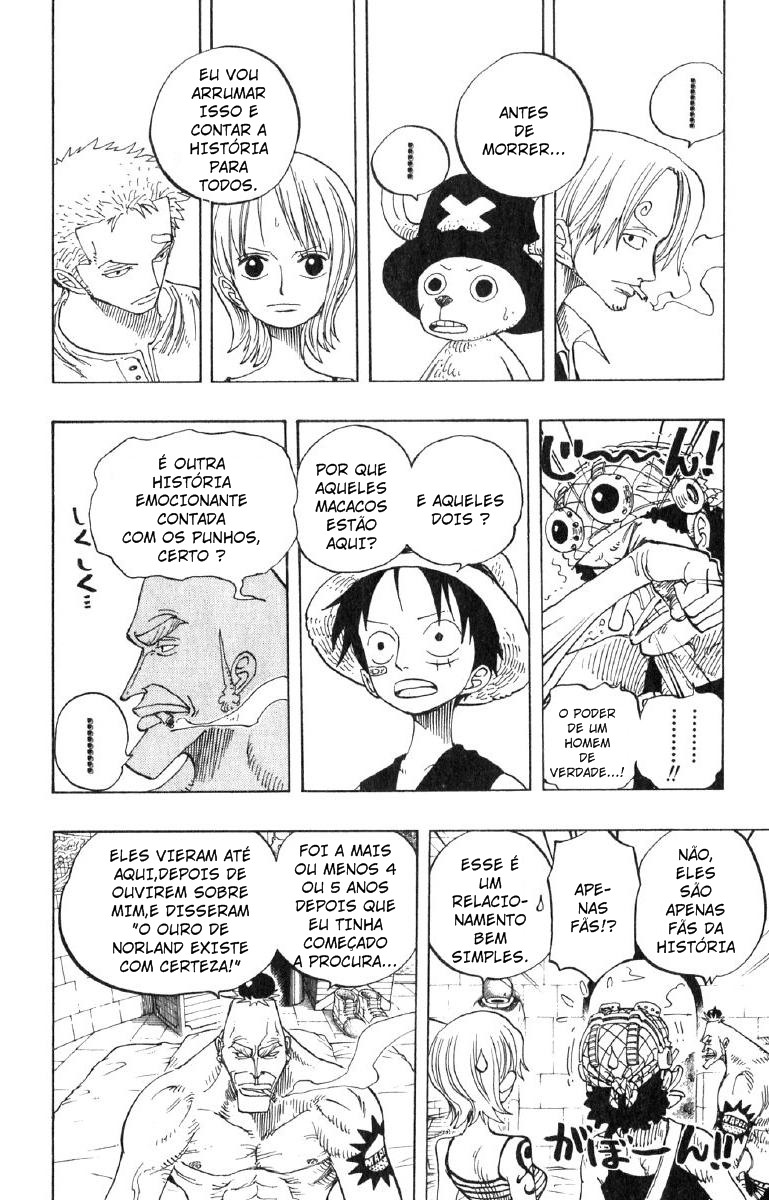 ..........
ANTES
DE
MORRER...
......
EU VOU
ARRUMAR
ISSO E
CONTAR A
HISTÓRIA
PARA
TODOS.
じーーん!
........!!
O PODER
DE UM
HOMEM
DE
VERDADE...!
E AQUELES
DOIS ?
POR QUE
AQUELES
MACACOS
ESTÃO
AQUI?
É OUTRA
HISTÓRIA
EMOCIONANTE
CONTADA
COM OS PUNHOS,
CERTO ?
しくしく...
..........
NÃO,
ELES
SÃO
APENAS
FÃS DA
HISTÓRIA
APE-
NAS
FÃS!?
ESSE É
UM
RELACIO-
NAMENTO
BEM
SIMPLES.
がぼーん!!
FOI A MAIS
OU MENOS 4
OU 5 ANOS
DEPOIS QUE
EU TINHA
COMEÇADO
A PROCURA...
ELES VIERAM ATÉ
AQUI,DEPOIS DE
OUVIREM SOBRE
MIM,E DISSERAM
"O OURO DE
NORLAND EXISTE
COM CERTEZA!"